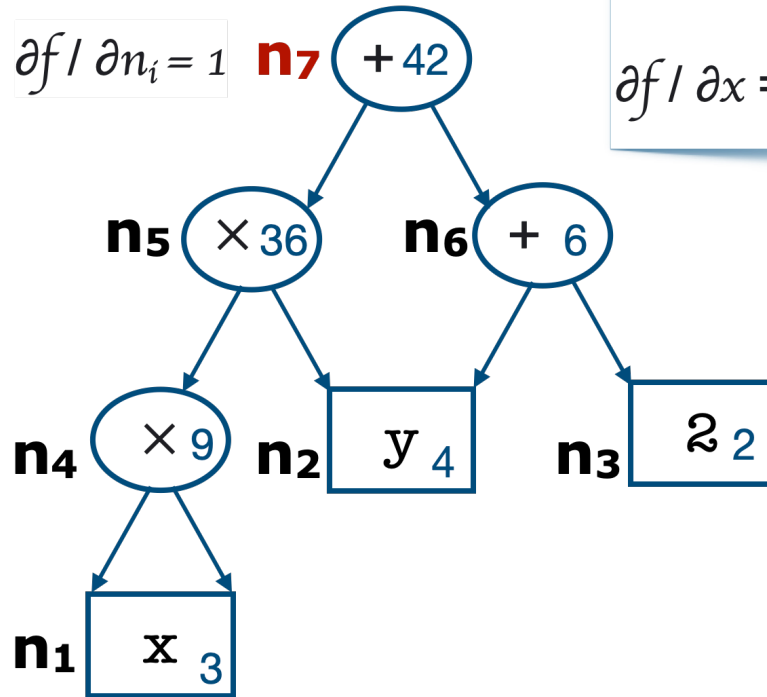 ∂f / ∂nᵢ = 1
n₇
+ 42
∂f / ∂x =
n₅
× 36
n₆
+ 6
n₄
× 9
n₂
y 4
n₃
2 2
n₁
x 3